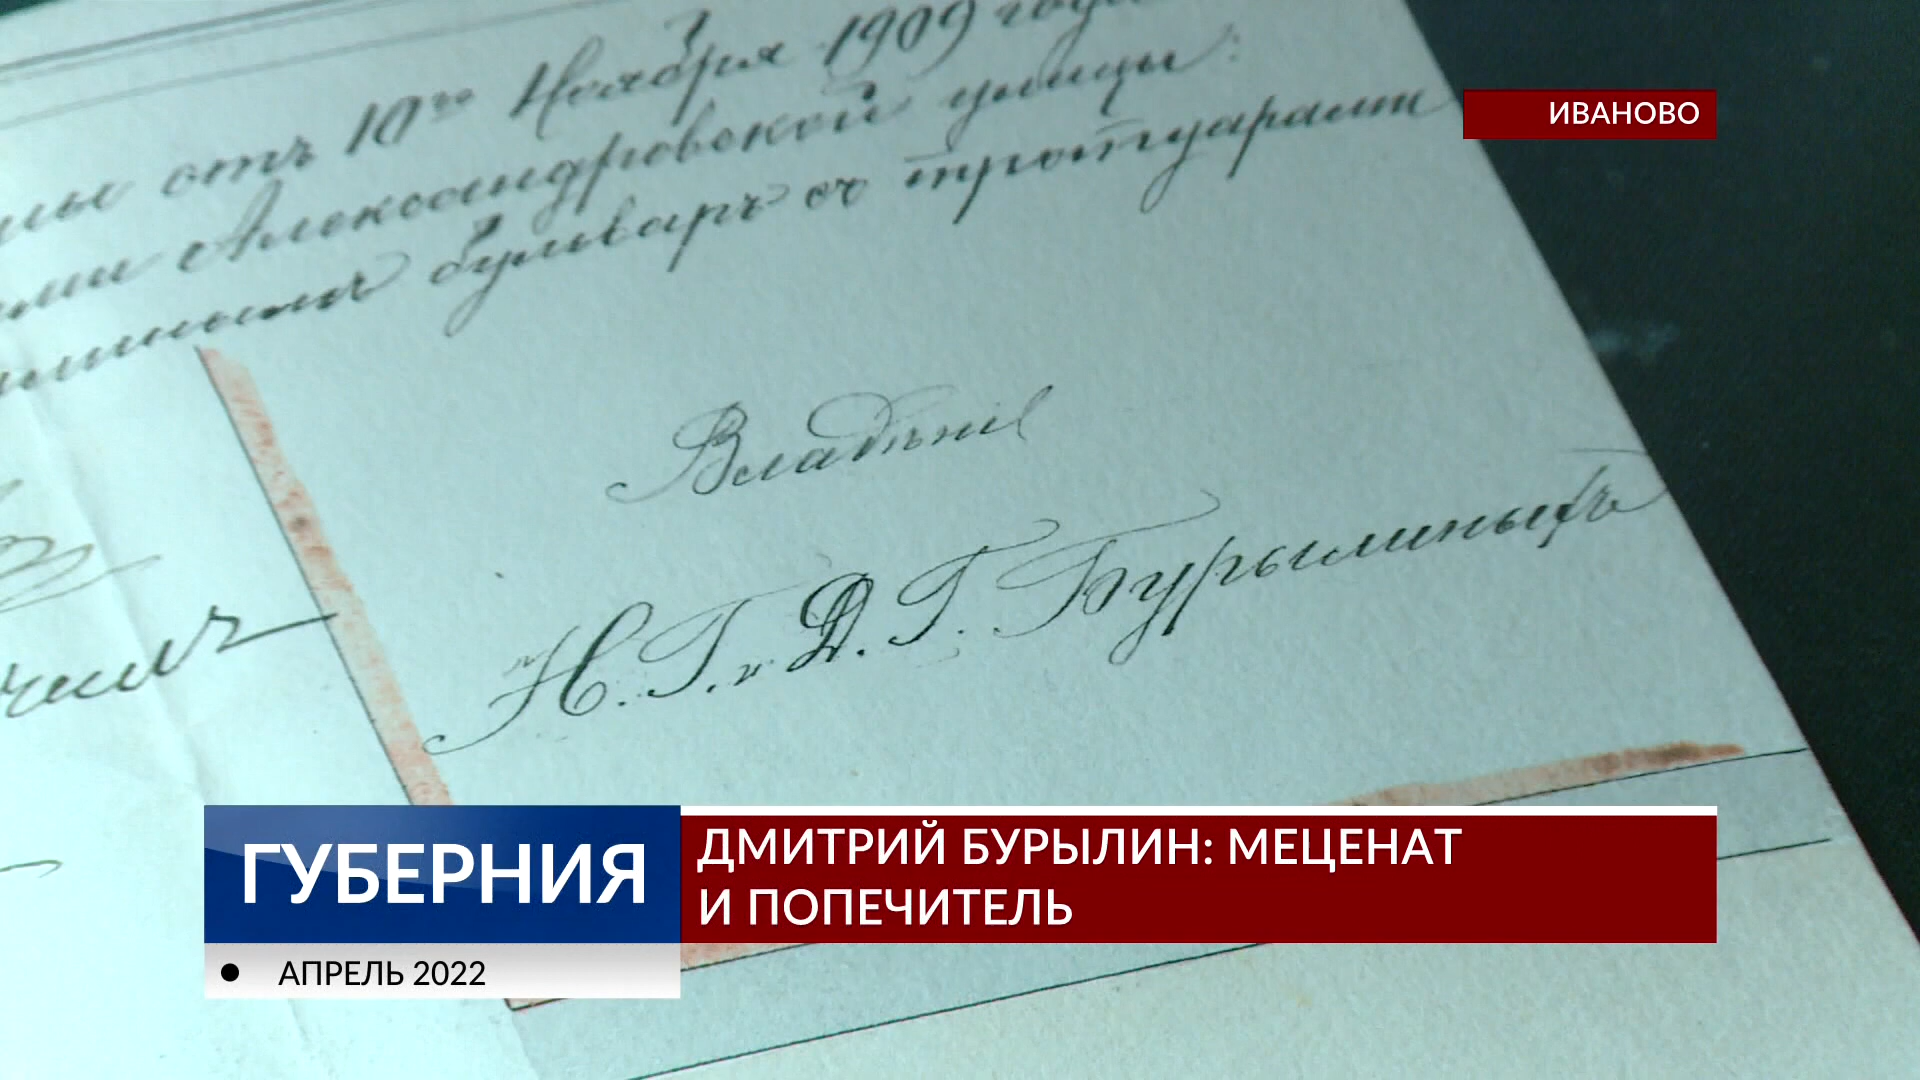 отъ 10го Ноября 1909 года
Александровской улицы:
бульваръ съ тротуарами
ИВАНОВО
Владѣніе
Н. Г. и Д. Г. Бурылиныхъ
ГУБЕРНИЯ
ДМИТРИЙ БУРЫЛИН: МЕЦЕНАТ
И ПОПЕЧИТЕЛЬ
АПРЕЛЬ 2022